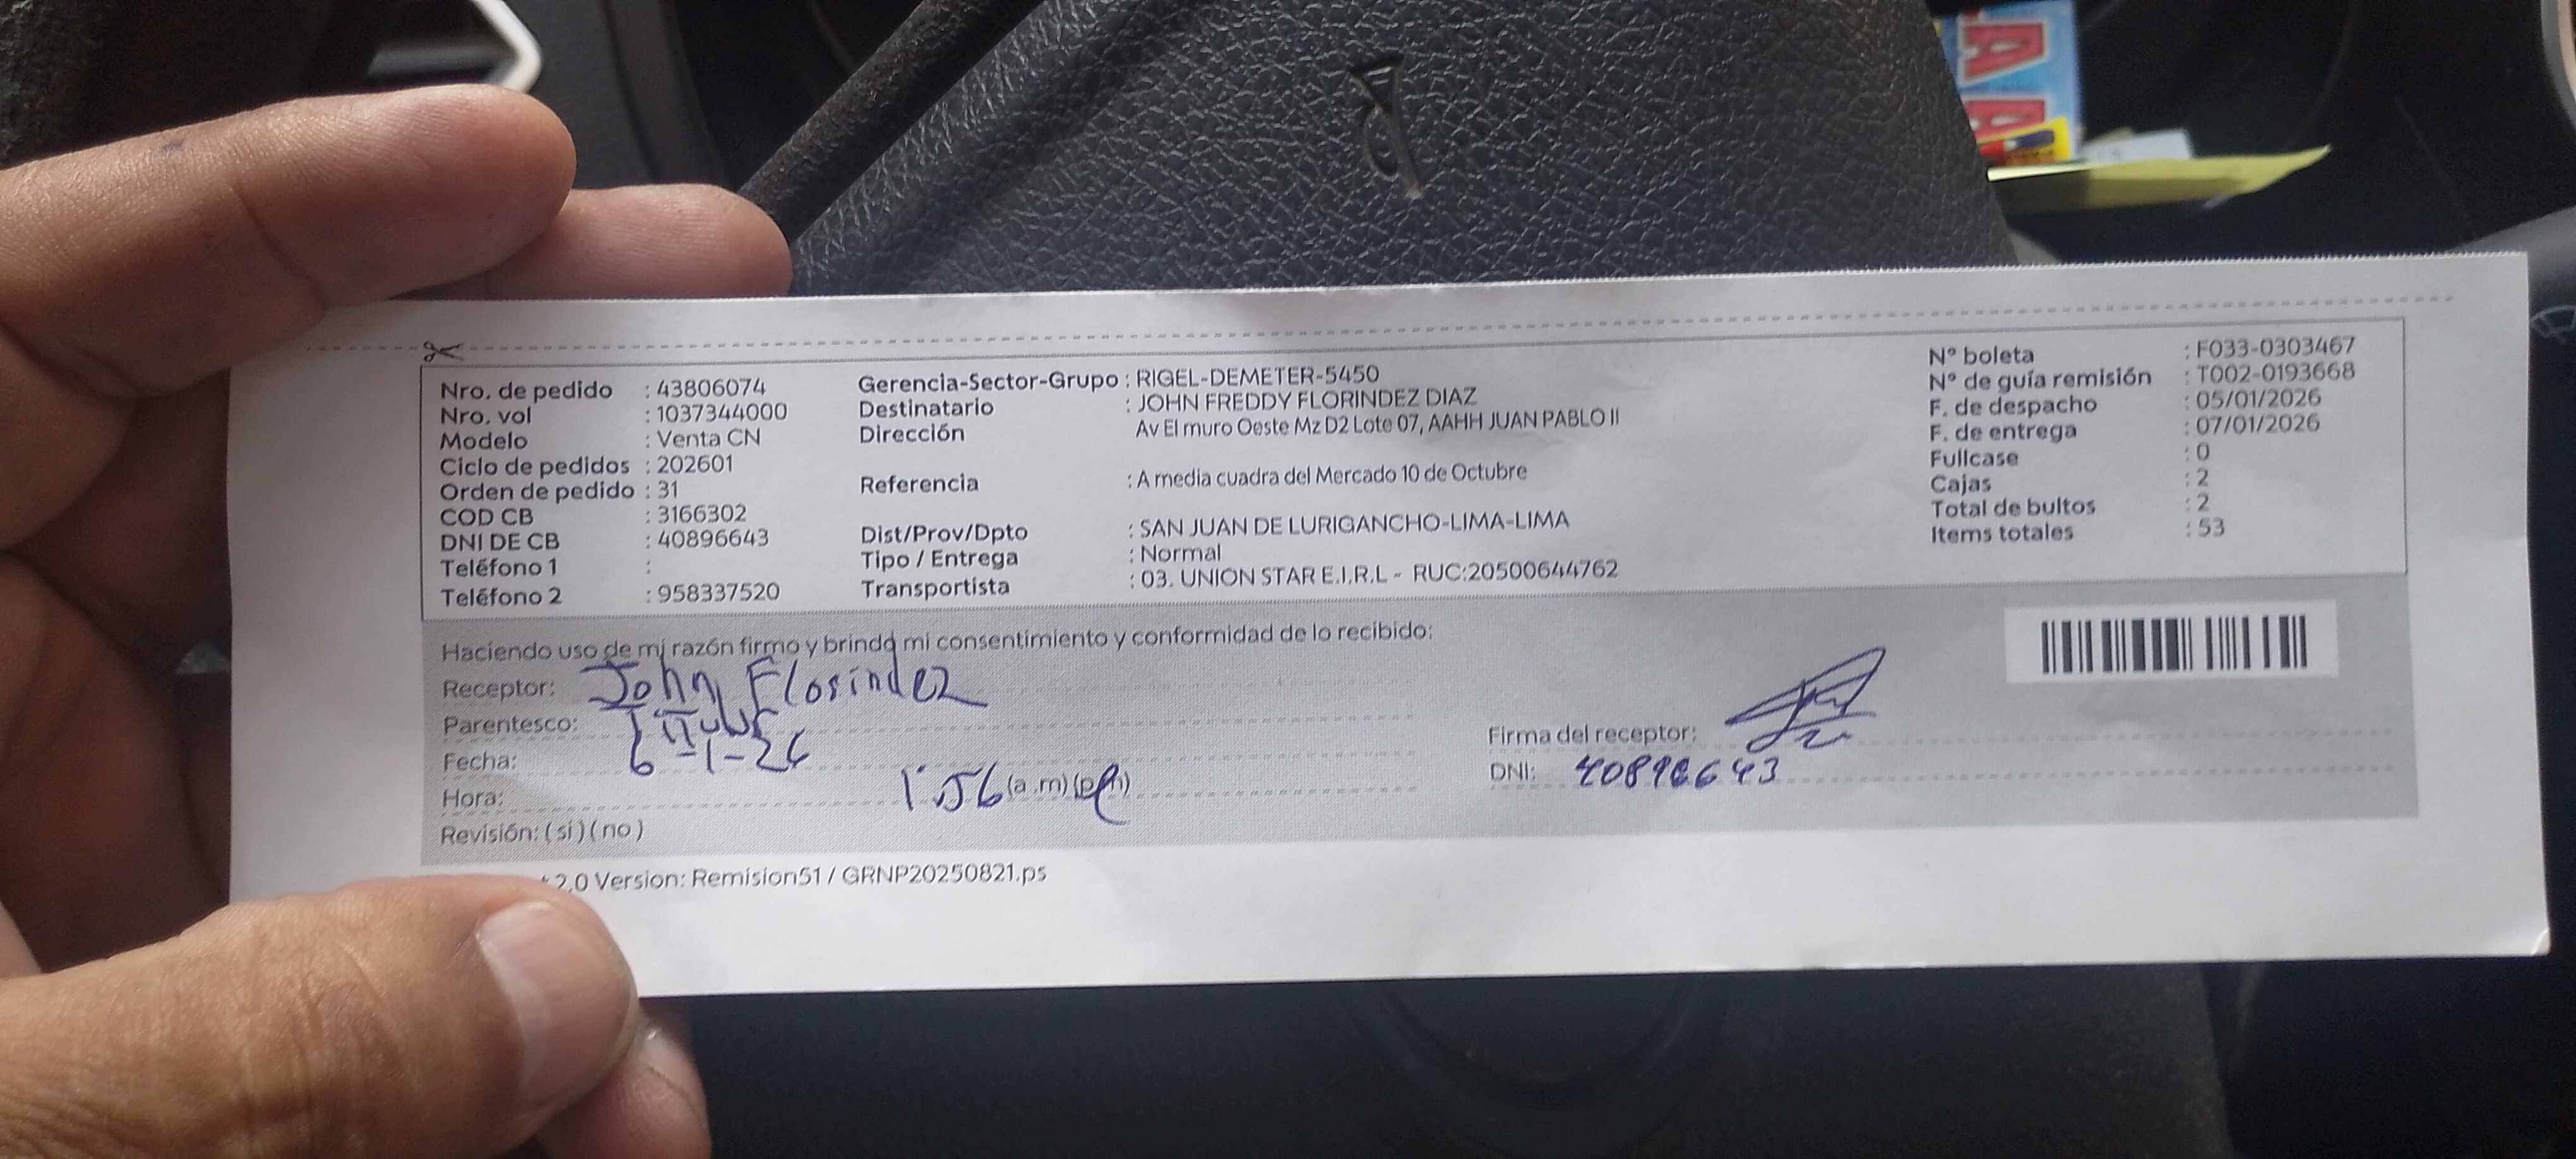 Nro. de pedido : 43806074
Nro. vol : 1037344000
Modelo : Venta CN
Ciclo de pedidos : 202601
Orden de pedido : 31
COD CB : 3166302
DNI DE CB : 40896643
Teléfono 1 :
Teléfono 2 : 958337520
Gerencia-Sector-Grupo : RIGEL-DEMETER-5450
Destinatario : JOHN FREDDY FLORINDEZ DIAZ
Dirección Av El muro Oeste Mz D2 Lote 07, AAHH JUAN PABLO II
Referencia : A media cuadra del Mercado 10 de Octubre
Dist/Prov/Dpto : SAN JUAN DE LURIGANCHO-LIMA-LIMA
Tipo / Entrega : Normal
Transportista : 03. UNION STAR E.I.R.L - RUC:20500644762
N° boleta : F033-0303467
N° de guía remisión : T002-0193668
F. de despacho : 05/01/2026
F. de entrega : 07/01/2026
Fullcase : 0
Cajas : 2
Total de bultos : 2
Items totales : 53
Haciendo uso de mi razón firmo y brindo mi consentimiento y conformidad de lo recibido:
Receptor: John Florindez
Parentesco:
Fecha: 6-1-26
Hora: 1:56 (a.m) (p.m)
Revisión: ( si ) ( no )
Firma del receptor:
DNI: 40896643
2.0 Version: Remision51 / GRNP20250821.ps